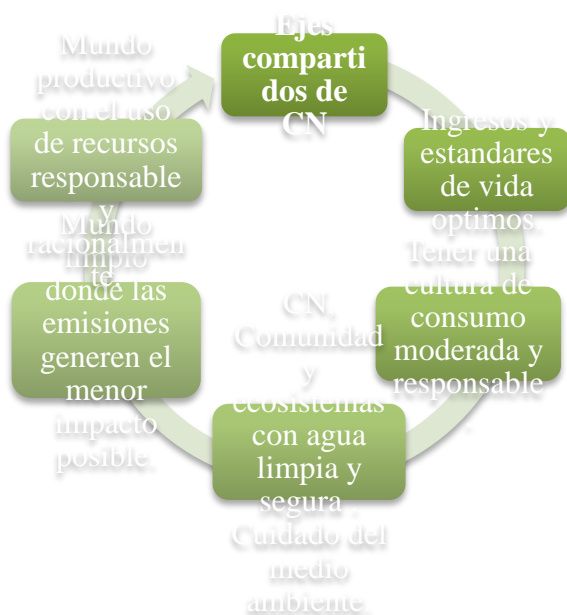 Ejes
comparti
dos de
CN
Ingresos y
estandares
de vida
optimos.
Tener una
cultura de
consumo
moderada y
responsable
.
CN.
Comunidad
y
ecosistemas
con agua
limpia y
segura .
Cuidado del
medio
ambiente.
Mundo
limpio
donde las
emisiones
generen el
menor
impacto
posible.
Mundo
productivo
con el uso
de recursos
responsable
y
racionalmen
te.